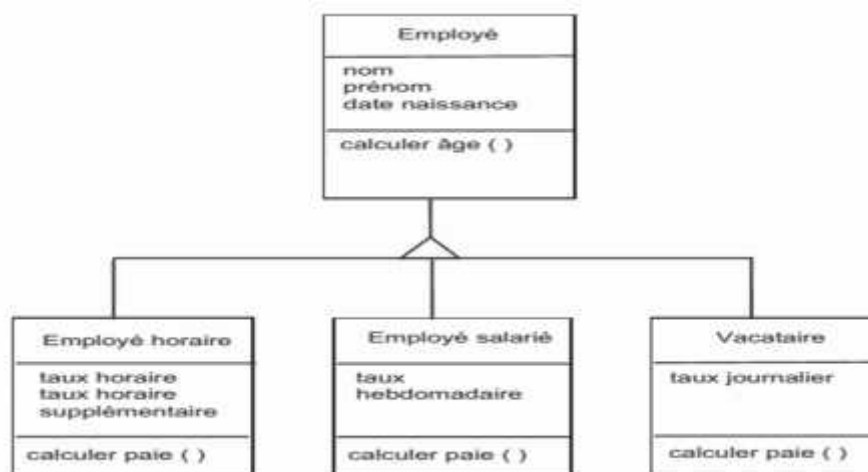 Employé
nom
prénom
date naissance
calculer âge ( )
Employé horaire
taux horaire
taux horaire
supplémentaire
calculer paie ( )
Employé salarié
taux
hebdomadaire
calculer paie ( )
Vacataire
taux journalier
calculer paie ( )